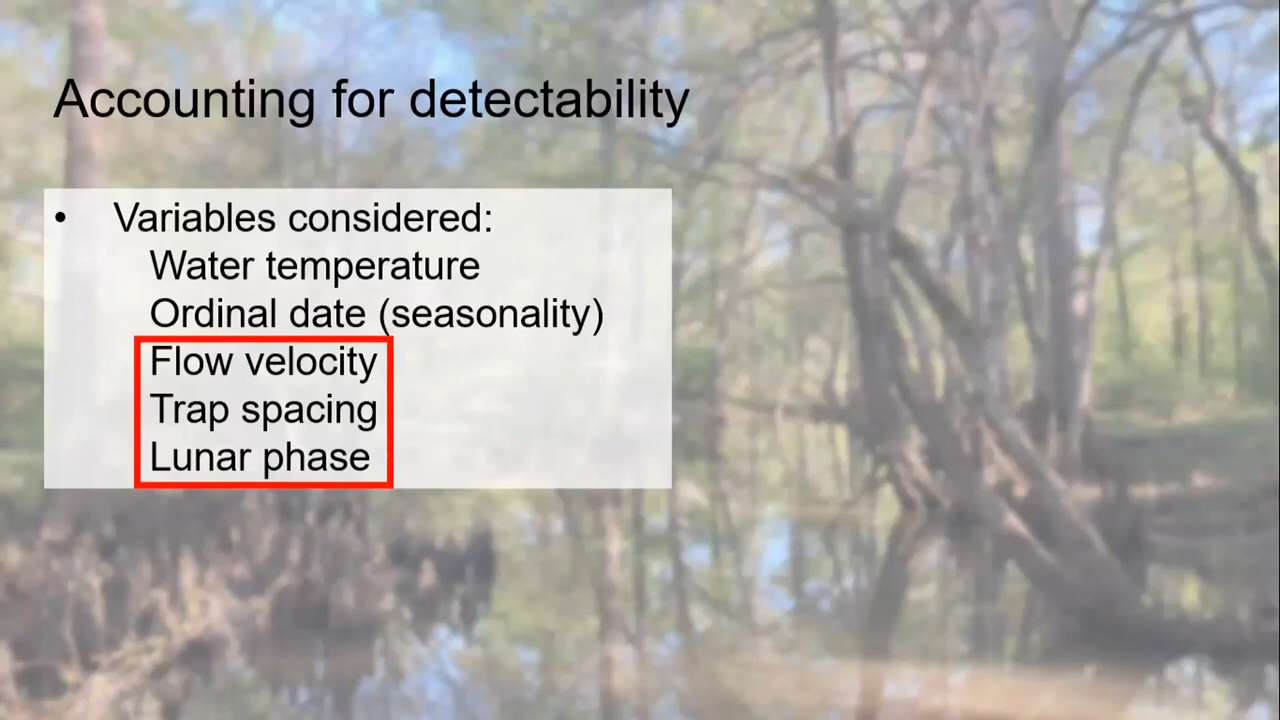 Accounting for detectability
• Variables considered:
Water temperature
Ordinal date (seasonality)
Flow velocity
Trap spacing
Lunar phase